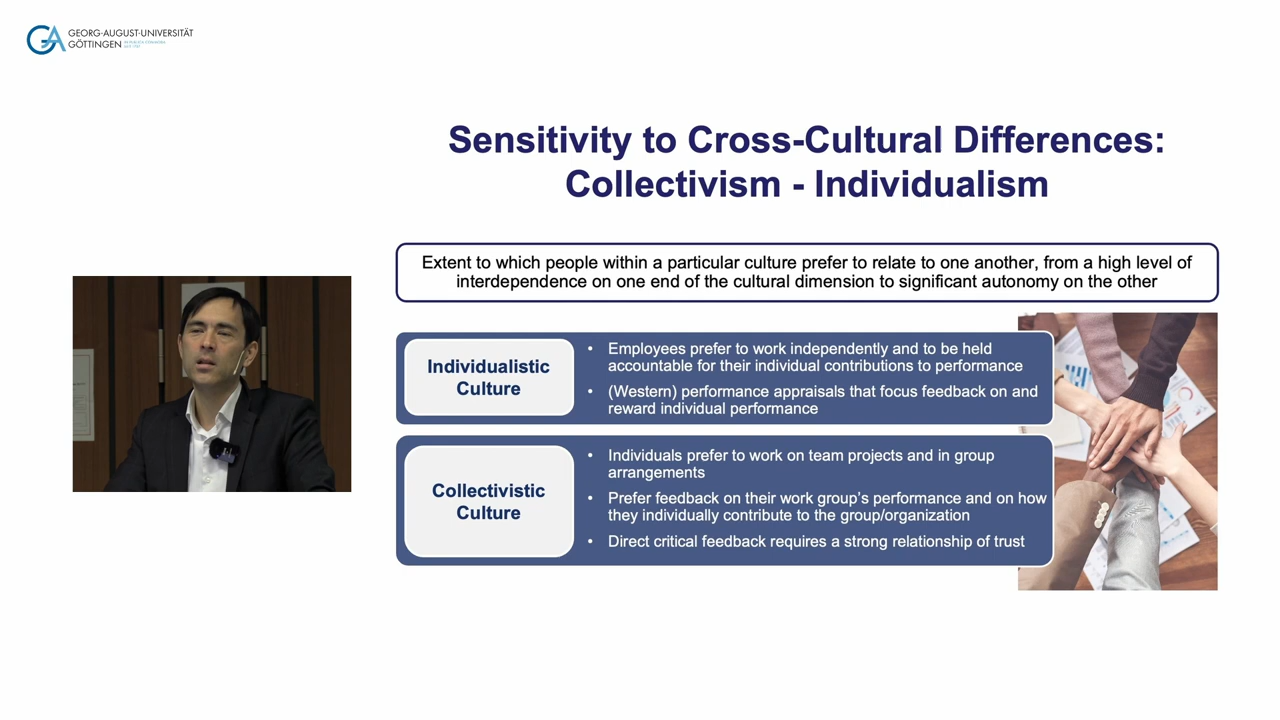 GEORG-AUGUST-UNIVERSITÄT
GÖTTINGEN
Sensitivity to Cross-Cultural Differences:
Collectivism - Individualism
Extent to which people within a particular culture prefer to relate to one another, from a high level of
interdependence on one end of the cultural dimension to significant autonomy on the other
Individualistic
Culture
• Employees prefer to work independently and to be held
accountable for their individual contributions to performance
• (Western) performance appraisals that focus feedback on and
reward individual performance
Collectivistic
Culture
• Individuals prefer to work on team projects and in group
arrangements
• Prefer feedback on their work group's performance and on how
they individually contribute to the group/organization
• Direct critical feedback requires a strong relationship of trust